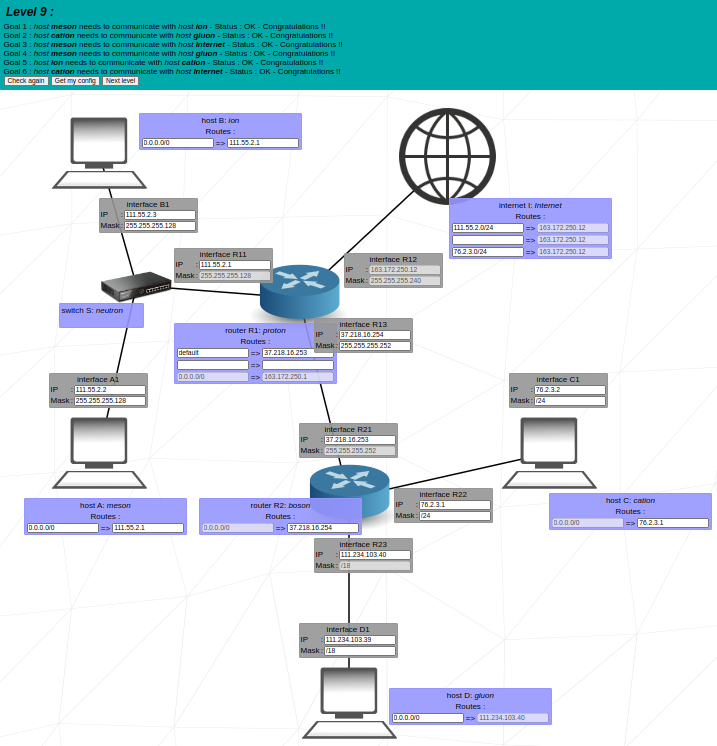 Level 9 :
Goal 1 : host meson needs to communicate with host ion - Status : OK - Congratulations !!
Goal 2 : host cation needs to communicate with host gluon - Status : OK - Congratulations !!
Goal 3 : host meson needs to communicate with host Internet - Status : OK - Congratulations !!
Goal 4 : host meson needs to communicate with host gluon - Status : OK - Congratulations !!
Goal 5 : host ion needs to communicate with host cation - Status : OK - Congratulations !!
Goal 6 : host cation needs to communicate with host Internet - Status : OK - Congratulations !!
Check again Get my config Next level
host B: ion
Routes :
0.0.0.0/0 => 111.55.2.1
internet I: Internet
Routes :
111.55.2.0/24 => 163.172.250.12
=> 163.172.250.12
76.2.3.0/24 => 163.172.250.12
interface B1
IP : 111.55.2.3
Mask : 255.255.255.128
interface R11
IP : 111.55.2.1
Mask : 255.255.255.128
interface R12
IP : 163.172.250.12
Mask : 255.255.255.240
switch S: neutron
interface R13
IP : 37.218.16.254
Mask : 255.255.255.252
router R1: proton
Routes :
default => 37.218.16.253
=>
0.0.0.0/0 => 163.172.250.1
interface A1
IP : 111.55.2.2
Mask : 255.255.255.128
interface C1
IP : 76.2.3.2
Mask : /24
interface R21
IP : 37.218.16.253
Mask : 255.255.255.252
interface R22
IP : 76.2.3.1
Mask : /24
host A: meson
Routes :
0.0.0.0/0 => 111.55.2.1
router R2: boson
Routes :
0.0.0.0/0 => 37.218.16.254
host C: cation
Routes :
0.0.0.0/0 => 76.2.3.1
interface R23
IP : 111.234.103.40
Mask : /18
interface D1
IP : 111.234.103.39
Mask : /18
host D: gluon
Routes :
0.0.0.0/0 => 111.234.103.40